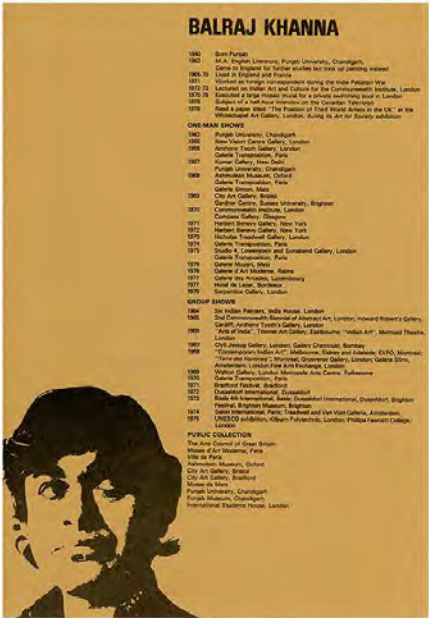 BALRAJ KHANNA
1940 Born Punjab
1962 M.A. English Literature, Punjab University, Chandigarh,
Came to England for further studies but took up painting instead
1965-70 Lived in England and France
1971 Worked as foreign correspondent during the Indo-Pakistan War
1972-73 Lectured on Indian Art and Culture for the Commonwealth Institute, London
1975-76 Executed a large mosaic mural for a private swimming pool in London
1976 Subject of a half-hour interview on the Canadian Television
1978 Read a paper titled "The Position of Third World Artists in the UK" at the
Whitechapel Art Gallery, London, during its Art for Society exhibition
ONE-MAN SHOWS
Punjab University, Chandigarh
1965 New Vision Centre Gallery, London
1966 Anthony Tooth Gallery, London
Galerie Transposition, Paris
1967 Kumar Gallery, New Delhi
Punjab University, Chandigarh
1968 Ashmolean Museum, Oxford
Galerie Transposition, Paris
Galerie Simon, Metz
1969 City Art Gallery, Bristol
Gardner Centre, Sussex University, Brighton
1970 Commonwealth Institute, London
Compass Gallery, Glasgow
1971 Herbert Benevy Gallery, New York
1972 Herbert Benevy Gallery, New York
1973 Nicholas Treadwell Gallery, London
1974 Galerie Transposition, Paris
1975 Studio 4, Lowenstein and Sonabend Gallery, London
Galerie Transposition, Paris
1976 Galerie Mozart, Metz
1976 Galerie d'Art Moderne, Reims
1977 Galerie des Arcades, Luxembourg
1977 Hotel de Lezet, Bordeaux
1979 Serpentine Gallery, London
GROUP SHOWS
1964 Six Indian Painters, India House, London
1965 2nd Commonwealth Biennial of Abstract Art, London; Howard Robert's Gallery,
Cardiff; Anthony Tooth's Gallery, London
1966 "Arts of India", Towner Art Gallery, Eastbourne; "Indian Art", Mermaid Theatre,
London
1967 Clytie Jessop Gallery, London; Gallery Chemould, Bombay
1968 "Contemporary Indian Art", Melbourne, Sidney and Adelaide; EXPO, Montreal;
"Terre des Hommes", Montreal, Grosvenor Gallery, London; Galerie
Amsterdam; London Fine Arts Exchange, London
1969 Walton Gallery, London Metropole Arts Centre, Folkestone
1970 Galerie Transposition, Paris
1971 Bradford Festival, Bradford
1972 Dusseldorf International, Dusseldorf
1973 Basle 4th International, Basle; Dusseldorf International, Dusseldorf; Brighton
Festival, Brighton Museum, Brighton
1974 Salon International, Paris; Treadwell and Van Vliet Galleria, Amsterdam
1975 UNESCO exhibition, Kilburn Polytechnic, London; Phillipa Fawcett College,
London
PUBLIC COLLECTION
The Arts Council of Great Britain
Musee d'Art Moderne, Paris
Ville de Paris
Ashmolean Museum, Oxford
City Art Gallery, Bristol
City Art Gallery, Bradford
Musee de Metz
Punjab University, Chandigarh
Punjab Museum, Chandigarh
International Students House, London